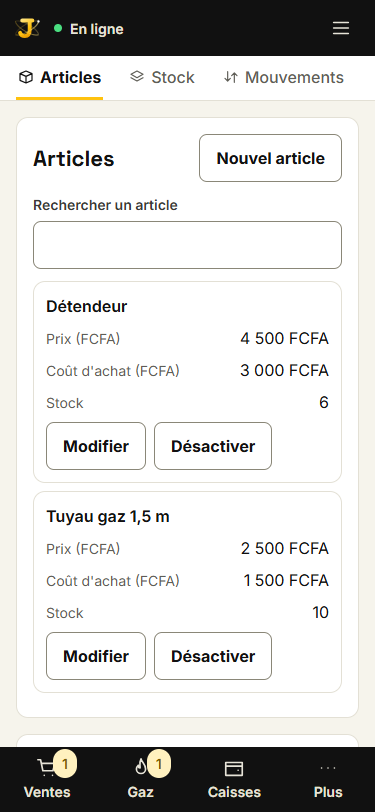 J
En ligne
Articles Stock Mouvements
Articles
Nouvel article
Rechercher un article
Détendeur
Prix (FCFA) 4 500 FCFA
Coût d'achat (FCFA) 3 000 FCFA
Stock 6
Modifier Désactiver
Tuyau gaz 1,5 m
Prix (FCFA) 2 500 FCFA
Coût d'achat (FCFA) 1 500 FCFA
Stock 10
Modifier Désactiver
1 1
Ventes Gaz Caisses Plus